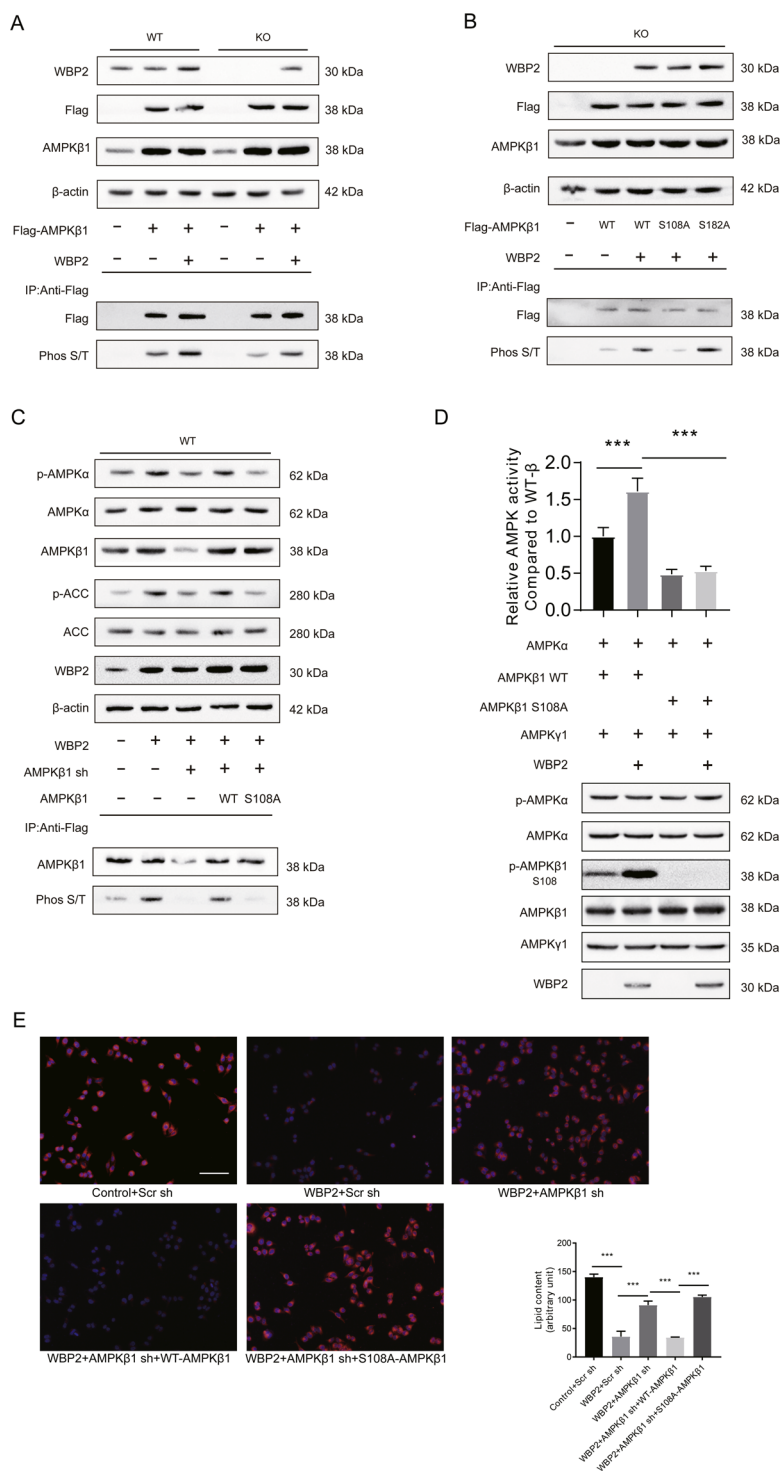 A
WT KO
WBP2 30 kDa
Flag 38 kDa
AMPKβ1 38 kDa
β-actin 42 kDa
Flag-AMPKβ1 – + + – + +
WBP2 + +
IP:Anti-Flag
Flag 38 kDa
Phos S/T 38 kDa
B
KO
WBP2 30 kDa
Flag 38 kDa
AMPKβ1 38 kDa
β-actin 42 kDa
Flag-AMPKβ1 – WT WT S108A S182A
WBP2 – – + + +
IP:Anti-Flag
Flag 38 kDa
Phos S/T 38 kDa
C
WT
p-AMPKα 62 kDa
AMPKα 62 kDa
AMPKβ1 38 kDa
p-ACC 280 kDa
ACC 280 kDa
WBP2 30 kDa
β-actin 42 kDa
WBP2 – + + + +
AMPKβ1 sh – – + + +
AMPKβ1 – – – WT S108A
IP:Anti-Flag
AMPKβ1 38 kDa
Phos S/T 38 kDa
D
*** ***
Relative AMPK activity
Compared to WT-β
2.0
1.5
1.0
0.5
0.0
AMPKα + + + +
AMPKβ1 WT + +
AMPKβ1 S108A + +
AMPKγ1 + + + +
WBP2 + +
p-AMPKα 62 kDa
AMPKα 62 kDa
p-AMPKβ1
S108 38 kDa
AMPKβ1 38 kDa
AMPKγ1 35 kDa
WBP2 30 kDa
E
Control+Scr sh WBP2+Scr sh WBP2+AMPKβ1 sh
WBP2+AMPKβ1 sh+WT-AMPKβ1 WBP2+AMPKβ1 sh+S108A-AMPKβ1
Lipid content
(arbitrary unit)
200
150
100
50
0
*** *** *** ***
Control+Scr sh
WBP2+Scr sh
WBP2+AMPKβ1 sh
WBP2+AMPKβ1 sh+WT-AMPKβ1
WBP2+AMPKβ1 sh+S108A-AMPKβ1